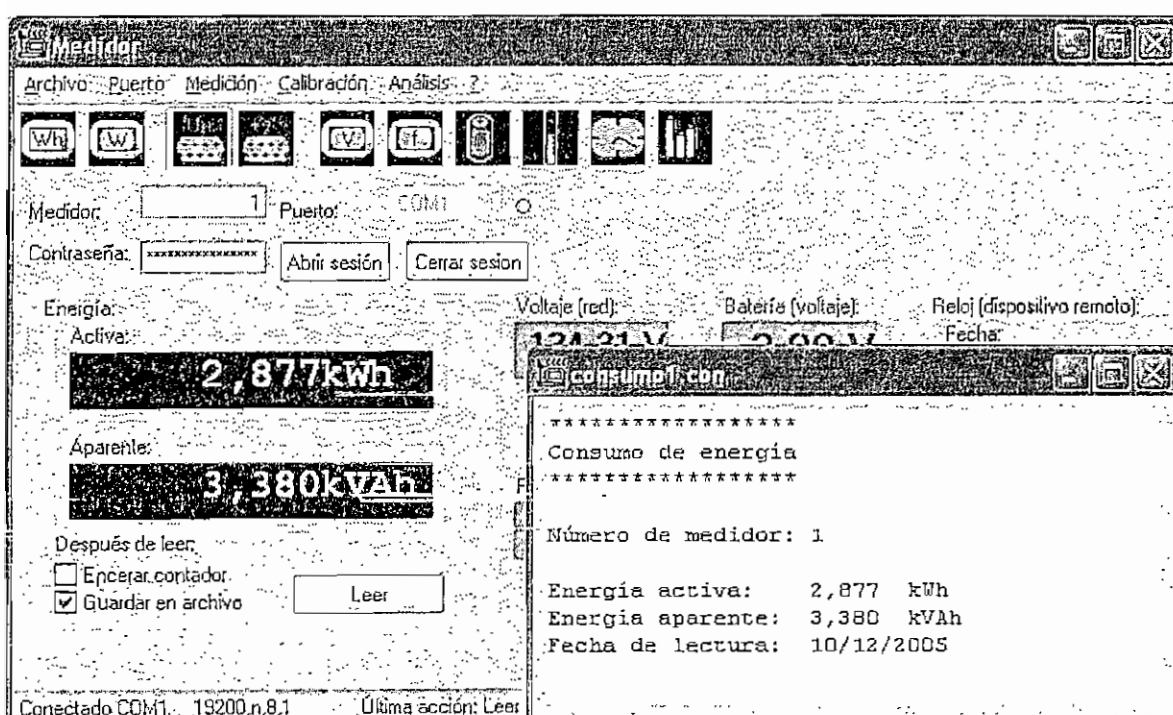 Medidor
Archivo Puerto Medición Calibración Análisis ?
Wh W V f
Medidor: 1 Puerto: COM1
Contraseña: **************** Abrir sesión Cerrar sesion
Energía: Voltaje (red): Batería (voltaje): Reloj (dispositivo remoto):
Activa: Fecha:
2,877kWh
consumo1.con
Aparente:
3,380kVAh
Después de leer:
Encerar contador
Guardar en archivo
Leer
******************
Consumo de energía
******************
Número de medidor: 1
Energía activa: 2,877 kWh
Energía aparente: 3,380 kVAh
Fecha de lectura: 10/12/2005
Conectado COM1, 19200,n,8,1 Última acción: Leer